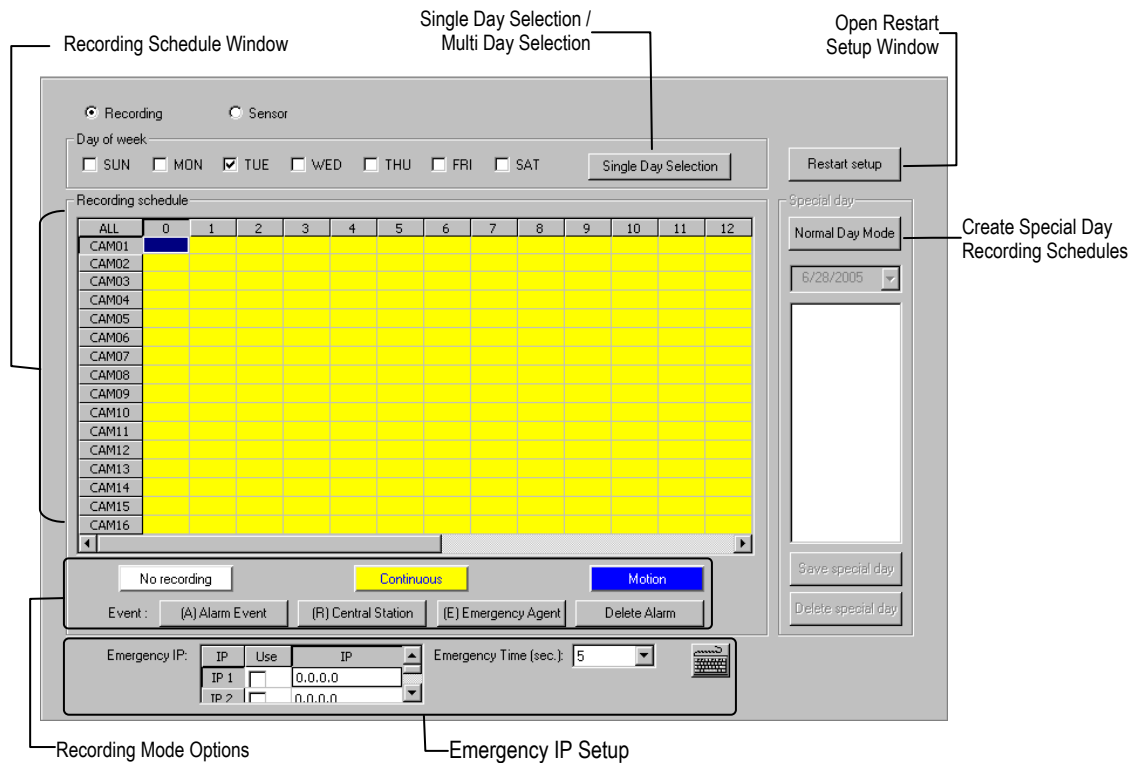 Single Day Selection /
Multi Day Selection
Open Restart
Setup Window
Recording Schedule Window
Recording
Sensor
Day of week
SUN MON TUE WED THU FRI SAT
Single Day Selection
Restart setup
Recording schedule
Special day
ALL 0 1 2 3 4 5 6 7 8 9 10 11 12
CAM01
CAM02
CAM03
CAM04
CAM05
CAM06
CAM07
CAM08
CAM09
CAM10
CAM11
CAM12
CAM13
CAM14
CAM15
CAM16
Normal Day Mode
Create Special Day
Recording Schedules
6/28/2005
No recording
Continuous
Motion
Save special day
Event :
(A) Alarm Event
(R) Central Station
(E) Emergency Agent
Delete Alarm
Delete special day
Emergency IP:
IP Use IP
IP 1 0.0.0.0
IP 2 0.0.0.0
Emergency Time (sec.): 5
Recording Mode Options
Emergency IP Setup